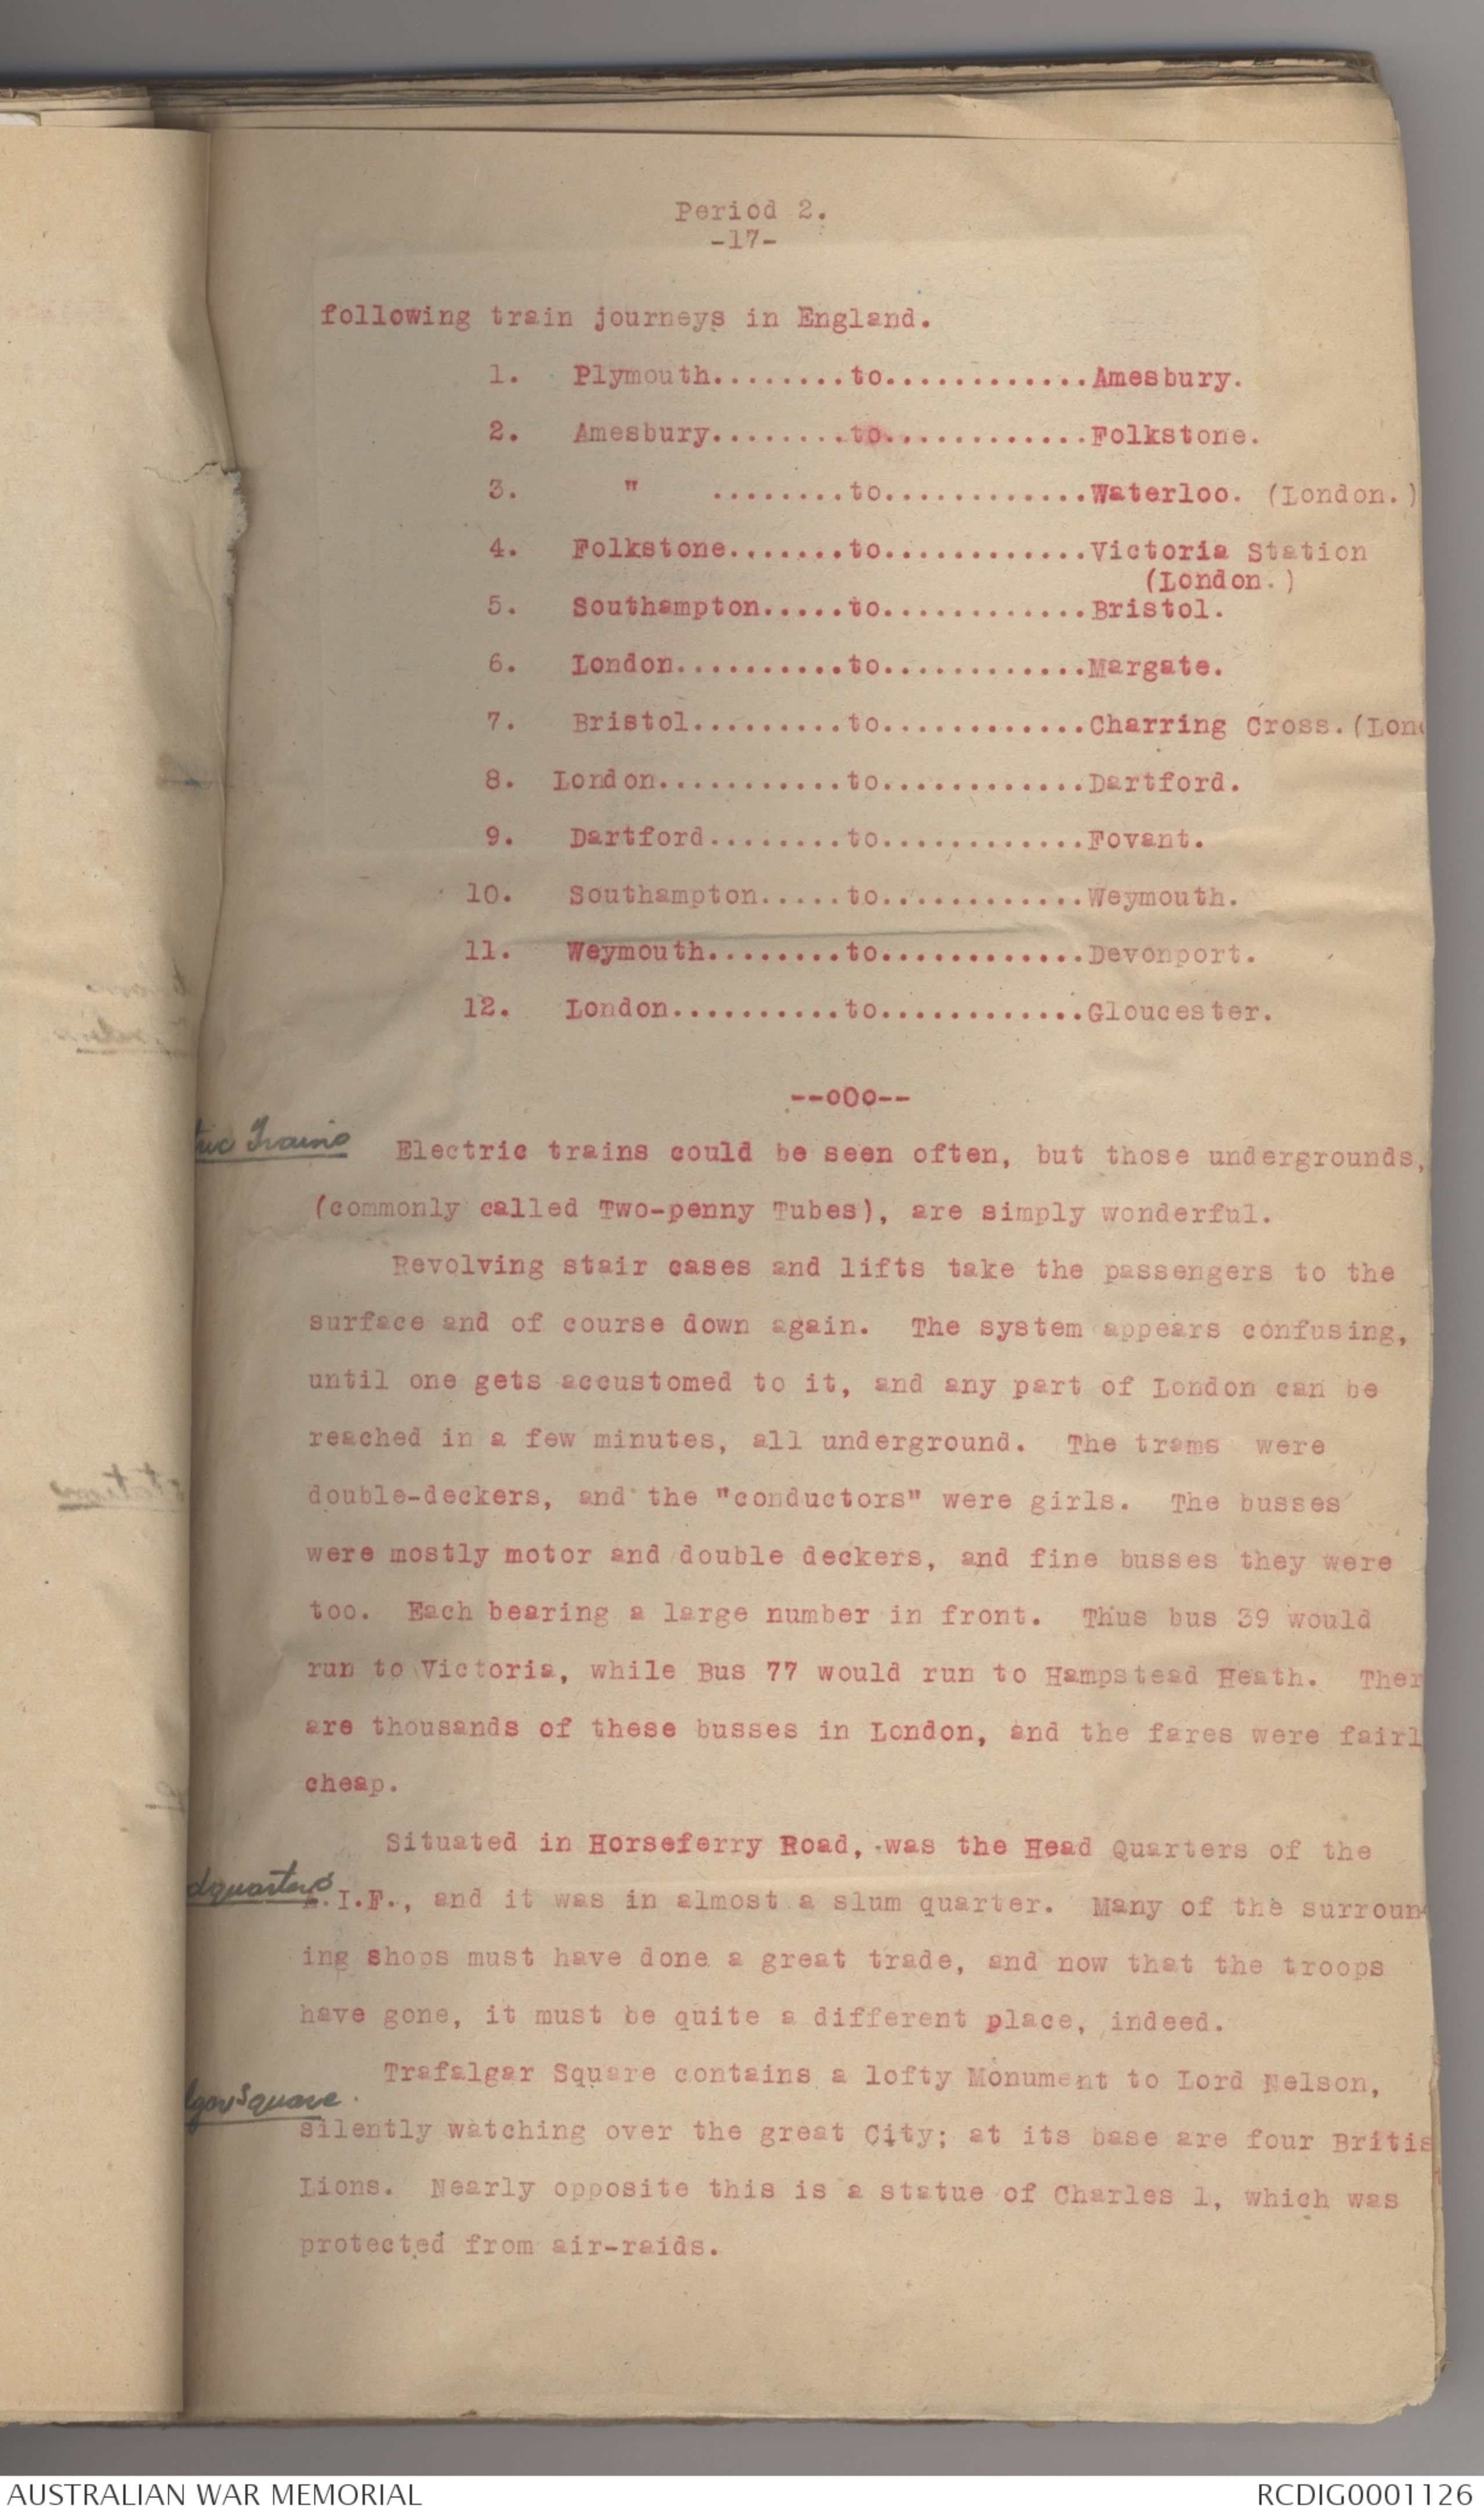 Period 2.
-17-
following train journeys in England.
1. Plymouth........to............Amesbury.
2. Amesbury........to............Folkstone.
3. " ........to............Waterloo. (London.)
4. Folkstone.......to............Victoria Station
(London.)
5. Southampton.....to............Bristol.
6. London..........to............Margate.
7. Bristol.........to............Charring Cross.(Lon
8. London...........to............Dartford.
9. Dartford........to............Fovant.
10. Southampton.....to............Weymouth.
11. Weymouth........to............Devonport.
12. London..........to............Gloucester.
--oOo--
tric Trains
Electric trains could be seen often, but those undergrounds,
(commonly called Two-penny Tubes), are simply wonderful.
Revolving stair cases and lifts take the passengers to the
surface and of course down again. The system appears confusing,
until one gets accustomed to it, and any part of London can be
reached in a few minutes, all underground. The trams were
double-deckers, and the "conductors" were girls. The busses
were mostly motor and double deckers, and fine busses they were
too. Each bearing a large number in front. Thus bus 39 would
run to Victoria, while Bus 77 would run to Hampstead Heath. Ther
are thousands of these busses in London, and the fares were fairl
cheap.
Situated in Horseferry Road, was the Head Quarters of the
dquarters
A.I.F., and it was in almost a slum quarter. Many of the surroun
ing shops must have done a great trade, and now that the troops
have gone, it must be quite a different place, indeed.
Trafalgar Square contains a lofty Monument to Lord Nelson,
lgar Square.
silently watching over the great City; at its base are four Britis
Lions. Nearly opposite this is a statue of Charles 1, which was
protected from air-raids.
AUSTRALIAN WAR MEMORIAL
RCDIG0001126